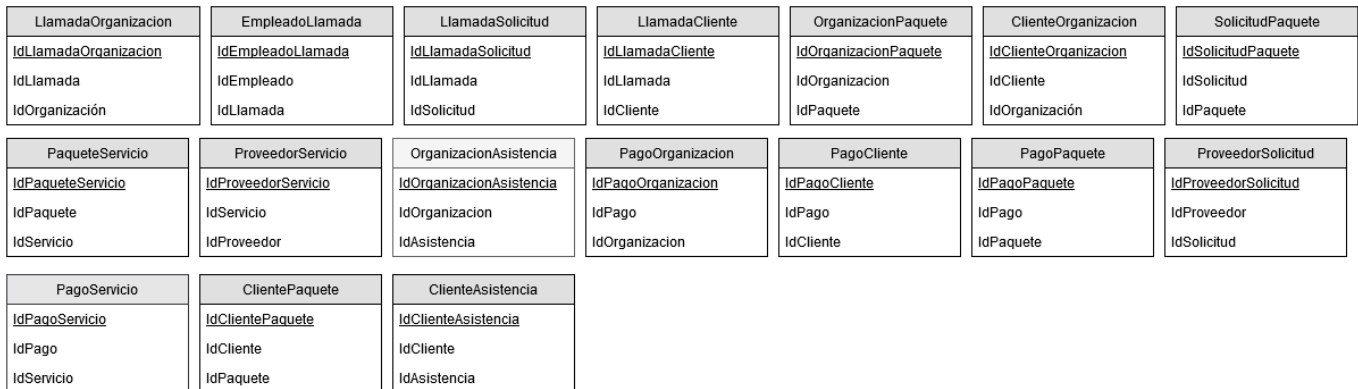 LlamadaOrganizacion
IdLlamadaOrganizacion
IdLlamada
IdOrganización
EmpleadoLlamada
IdEmpleadoLlamada
IdEmpleado
IdLlamada
LlamadaSolicitud
IdLlamadaSolicitud
IdLlamada
IdSolicitud
LlamadaCliente
IdLlamadaCliente
IdLlamada
IdCliente
OrganizacionPaquete
IdOrganizacionPaquete
IdOrganizacion
IdPaquete
ClienteOrganizacion
IdClienteOrganizacion
IdCliente
IdOrganización
SolicitudPaquete
IdSolicitudPaquete
IdSolicitud
IdPaquete
PaqueteServicio
IdPaqueteServicio
IdPaquete
IdServicio
ProveedorServicio
IdProveedorServicio
IdServicio
IdProveedor
OrganizacionAsistencia
IdOrganizacionAsistencia
IdOrganizacion
IdAsistencia
PagoOrganizacion
IdPagoOrganizacion
IdPago
IdOrganizacion
PagoCliente
IdPagoCliente
IdPago
IdCliente
PagoPaquete
IdPagoPaquete
IdPago
IdPaquete
ProveedorSolicitud
IdProveedorSolicitud
IdProveedor
IdSolicitud
PagoServicio
IdPagoServicio
IdPago
IdServicio
ClientePaquete
IdClientePaquete
IdCliente
IdPaquete
ClienteAsistencia
IdClienteAsistencia
IdCliente
IdAsistencia